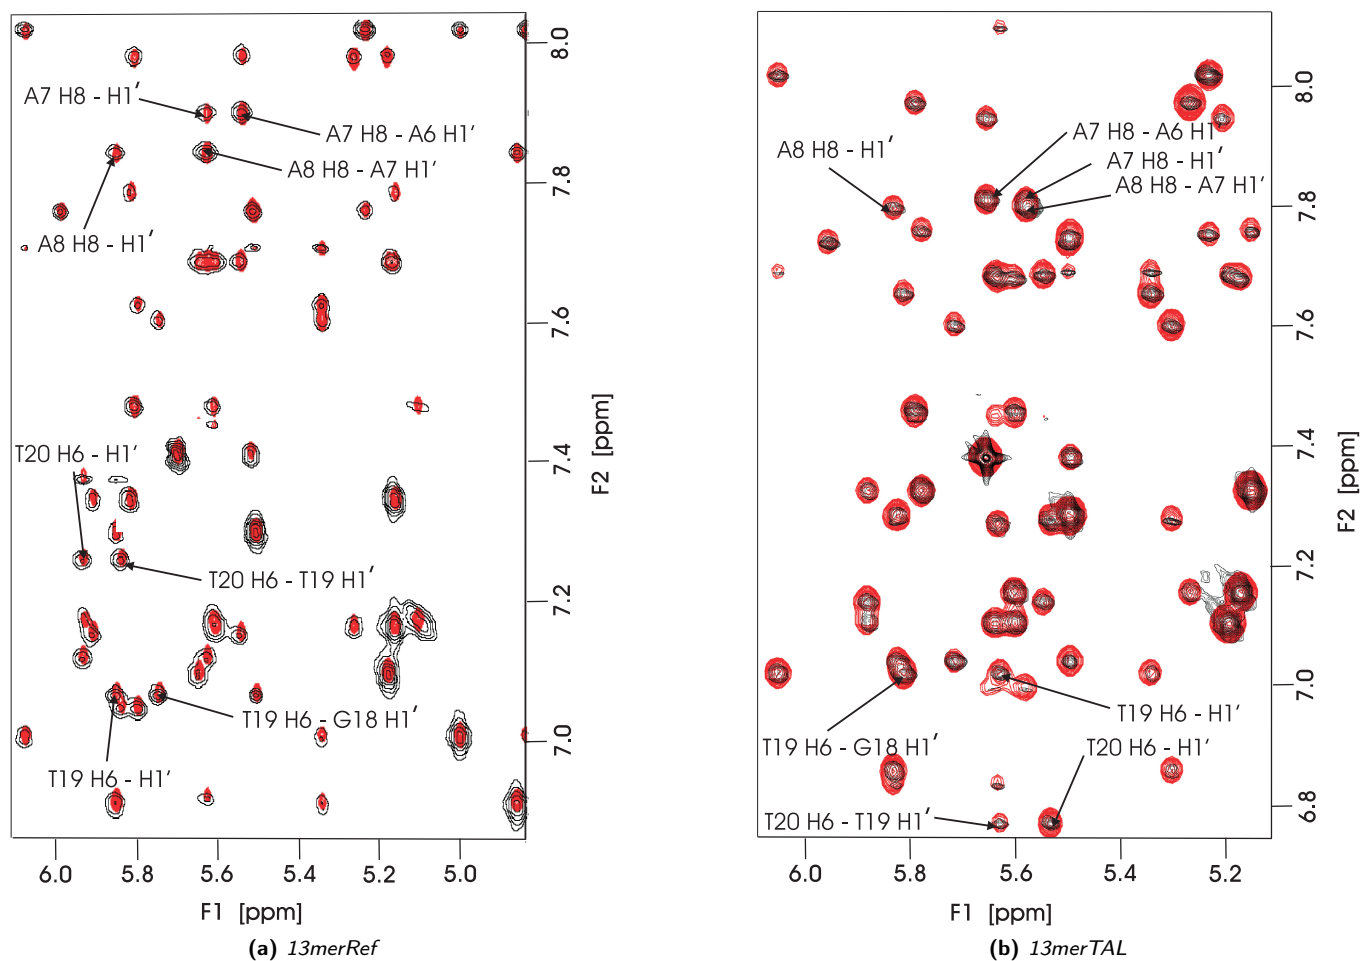 A7 H8 - H1′
A7 H8 - A6 H1′
A8 H8 - A7 H1′
A8 H8 - H1′
T20 H6 - H1′
T20 H6 - T19 H1′
T19 H6 - G18 H1′
T19 H6 - H1′
8.0
7.8
7.6
7.4
7.2
7.0
F2 [ppm]
6.0 5.8 5.6 5.4 5.2 5.0
F1 [ppm]
(a) 13merRef
A7 H8 - A6 H1′
A8 H8 - H1′
A7 H8 - H1′
A8 H8 - A7 H1′
T19 H6 - H1′
T19 H6 - G18 H1′
T20 H6 - H1′
T20 H6 - T19 H1′
8.0
7.8
7.6
7.4
7.2
7.0
6.8
F2 [ppm]
6.0 5.8 5.6 5.4 5.2
F1 [ppm]
(b) 13merTAL